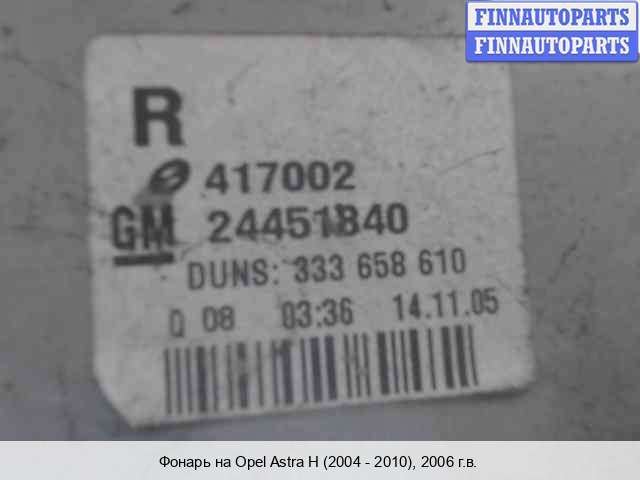 FINNAUTOPARTS
FINNAUTOPARTS
R
417002
GM 24451840
DUNS: 333 658 610
Q 08 03:36 14.11.05
Фонарь на Opel Astra H (2004 - 2010), 2006 г.в.